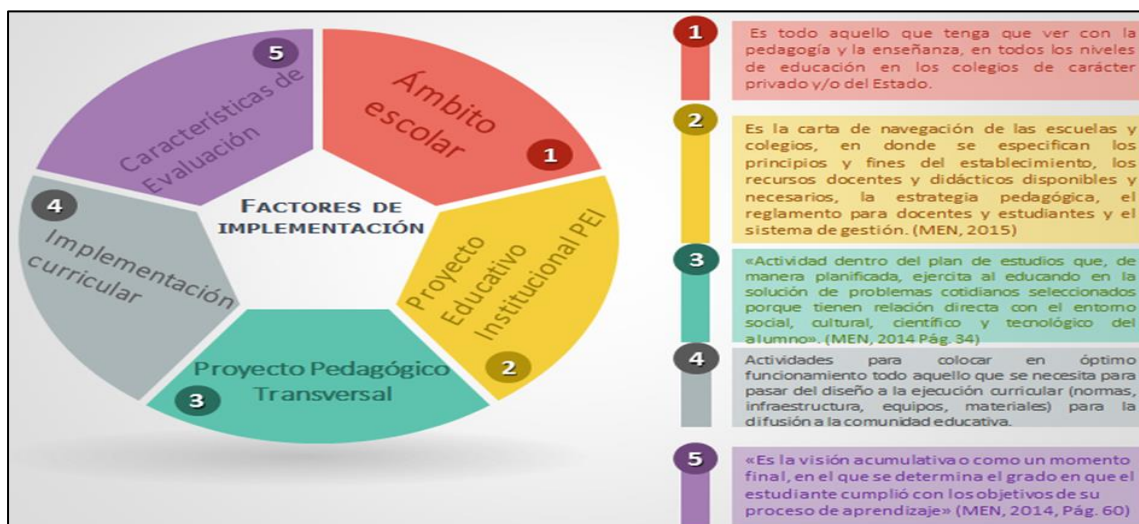 5
Características de
Evaluación
Ámbito
escolar
1
4
Implementación
curricular
FACTORES DE
IMPLEMENTACIÓN
Proyecto
Educativo
Institucional PEI
2
Proyecto Pedagógico
Transversal
3
1
Es todo aquello que tenga que ver con la
pedagogía y la enseñanza, en todos los niveles
de educación en los colegios de carácter
privado y/o del Estado.
2
Es la carta de navegación de las escuelas y
colegios, en donde se especifican los
principios y fines del establecimiento, los
recursos docentes y didácticos disponibles y
necesarios, la estrategia pedagógica, el
reglamento para docentes y estudiantes y el
sistema de gestión. (MEN, 2015)
3
«Actividad dentro del plan de estudios que, de
manera planificada, ejercita al educando en la
solución de problemas cotidianos seleccionados
porque tienen relación directa con el entorno
social, cultural, científico y tecnológico del
alumno». (MEN, 2014 Pág. 34)
4
Actividades para colocar en óptimo
funcionamiento todo aquello que se necesita para
pasar del diseño a la ejecución curricular (normas,
infraestructura, equipos, materiales) para la
difusión a la comunidad educativa.
5
«Es la visión acumulativa o como un momento
final, en el que se determina el grado en que el
estudiante cumplió con los objetivos de su
proceso de aprendizaje» (MEN, 2014, Pág. 60)